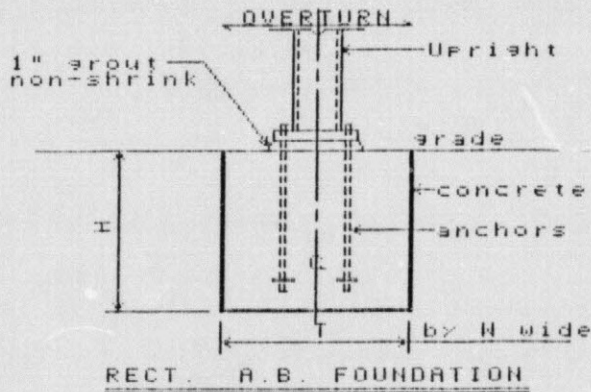 OVERTURN
1" grout
non-shrink
Upright
grade
concrete
anchors
H
C
T
by W wide
RECT. A.B. FOUNDATION